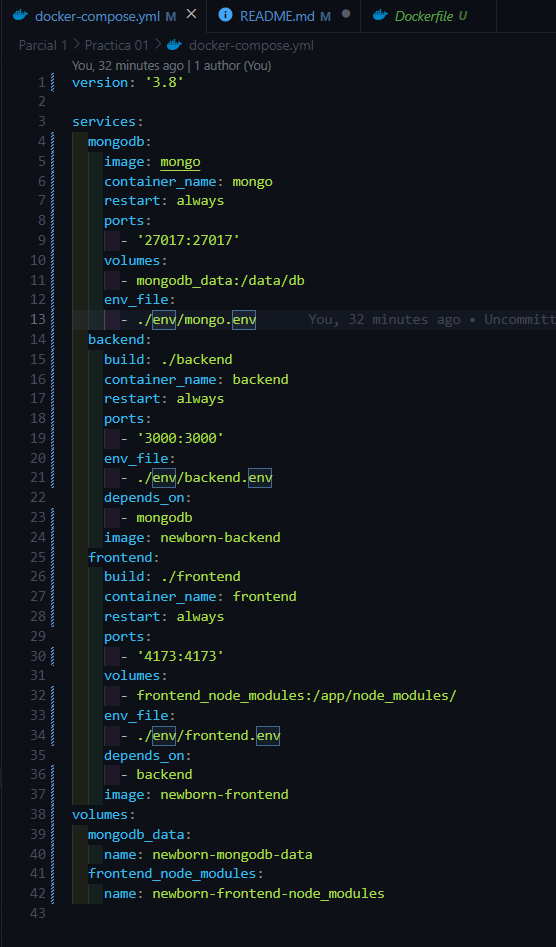 docker-compose.yml M × README.md M ● Dockerfile U
Parcial 1 > Practica 01 > docker-compose.yml
You, 32 minutes ago | 1 author (You)
1 version: '3.8'
2
3 services:
4   mongodb:
5     image: mongo
6     container_name: mongo
7     restart: always
8     ports:
9       - '27017:27017'
10     volumes:
11       - mongodb_data:/data/db
12     env_file:
13       - ./env/mongo.env You, 32 minutes ago • Uncommitt
14   backend:
15     build: ./backend
16     container_name: backend
17     restart: always
18     ports:
19       - '3000:3000'
20     env_file:
21       - ./env/backend.env
22     depends_on:
23       - mongodb
24     image: newborn-backend
25   frontend:
26     build: ./frontend
27     container_name: frontend
28     restart: always
29     ports:
30       - '4173:4173'
31     volumes:
32       - frontend_node_modules:/app/node_modules/
33     env_file:
34       - ./env/frontend.env
35     depends_on:
36       - backend
37     image: newborn-frontend
38 volumes:
39   mongodb_data:
40     name: newborn-mongodb-data
41   frontend_node_modules:
42     name: newborn-frontend-node_modules
43